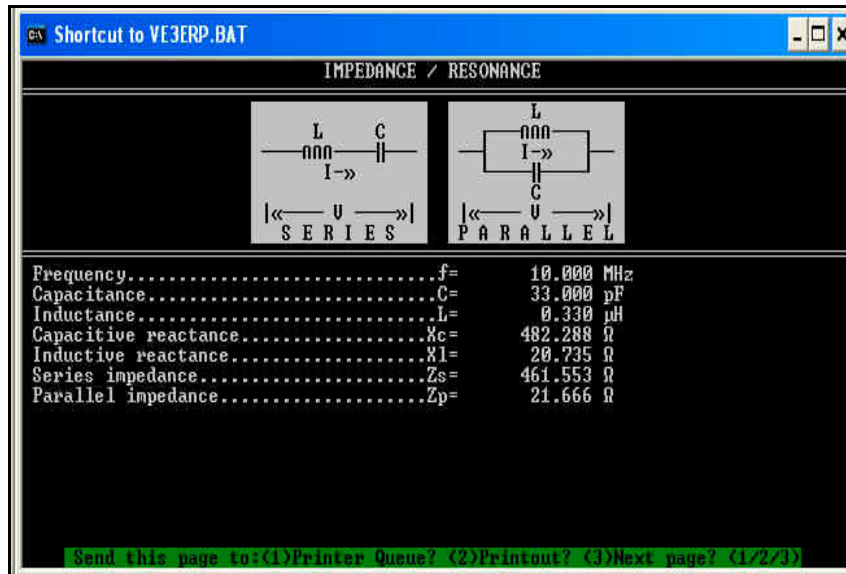 Shortcut to VE3ERP.BAT
IMPEDANCE / RESONANCE
L C
I-»
|«── V ──»|
S E R I E S
L
I-»
C
|«── V ──»|
P A R A L L E L
Frequency..............................f= 10.000 MHz
Capacitance............................C= 33.000 pF
Inductance.............................L= 0.330 µH
Capacitive reactance..................Xc= 482.288 Ω
Inductive reactance...................Xl= 20.735 Ω
Series impedance......................Zs= 461.553 Ω
Parallel impedance....................Zp= 21.666 Ω
Send this page to:(1)Printer Queue? (2)Printout? (3)Next page? (1/2/3)